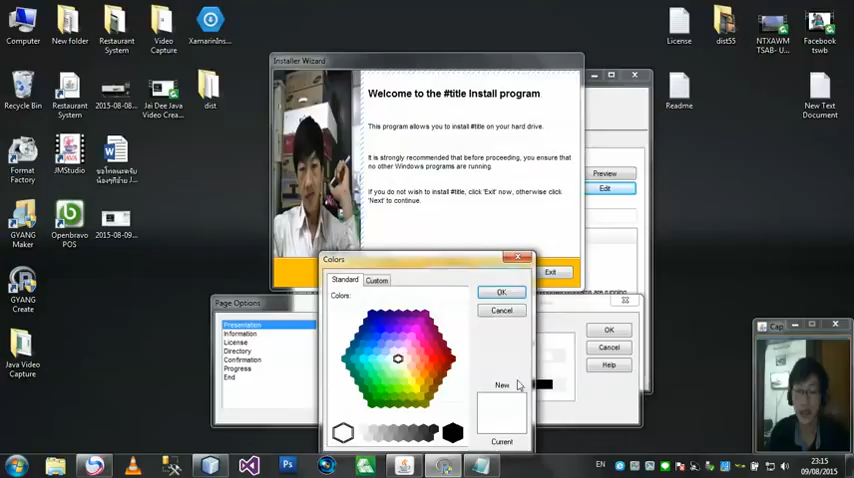 Computer
New folder
Restaurant
System
Video
Capture
XamarinIns...
License
dist55
NTXAWM
TSAB- U...
Facebook
tswb
Recycle Bin
Restaurant
System
2015-08-08...
Jai Dee Java
Video Crea...
dist
Readme
New Text
Document
Format
Factory
JMStudio
GYANG
Maker
Openbravo
POS
2015-08-09...
GYANG
Create
Java Video
Capture
Installer Wizard
Welcome to the #title Install program
This program allows you to install #title on your hard drive.
It is strongly recommended that before proceeding, you ensure that
no other Windows programs are running.
If you do not wish to install #title, click 'Exit' now, otherwise click
'Next' to continue.
Exit
Preview
Edit
Page Options
Presentation
Information
License
Directory
Confirmation
Progress
End
OK
Cancel
Help
Colors
Standard
Custom
Colors:
OK
Cancel
New
Current
Cap
EN
23:15
09/08/2015